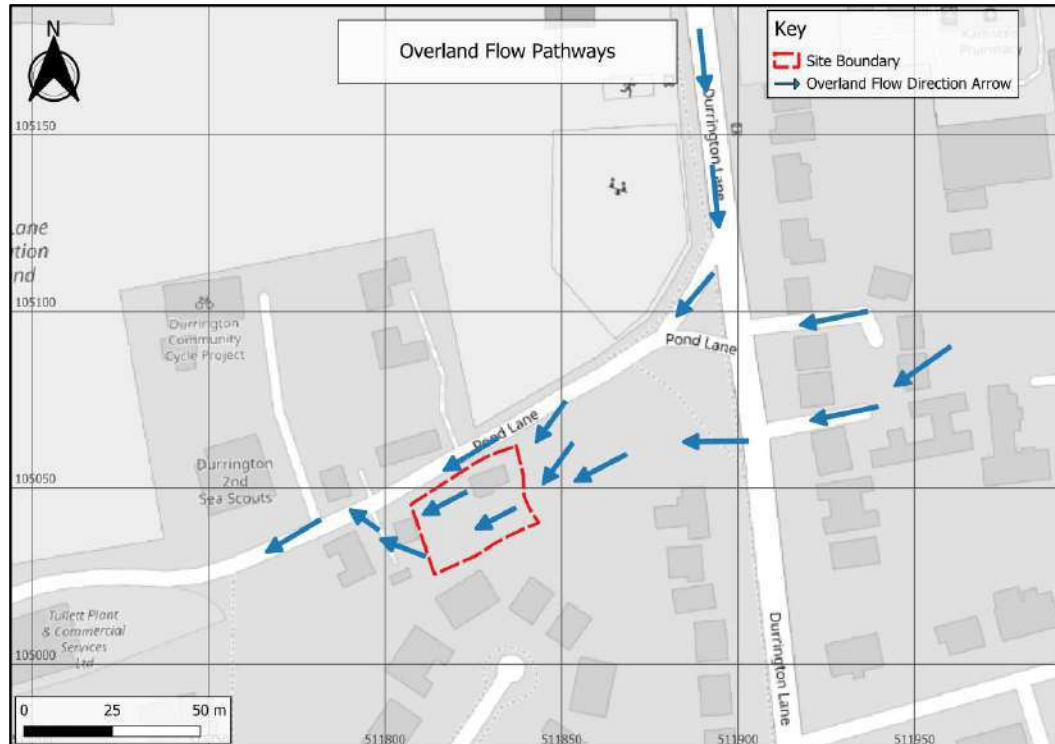 N
Overland Flow Pathways
Key
Site Boundary
Overland Flow Direction Arrow
Pharmacy
105150
Durrington Lane
Lane
105100
Durrington
Community
Cycle Project
Pond Lane
Pond Lane
105050
Durrington
2nd
Sea Scouts
Tullett Plant
& Commercial
Services
Ltd
105000
Durrington Lane
0 25 50 m
511800
511850
511900
511950